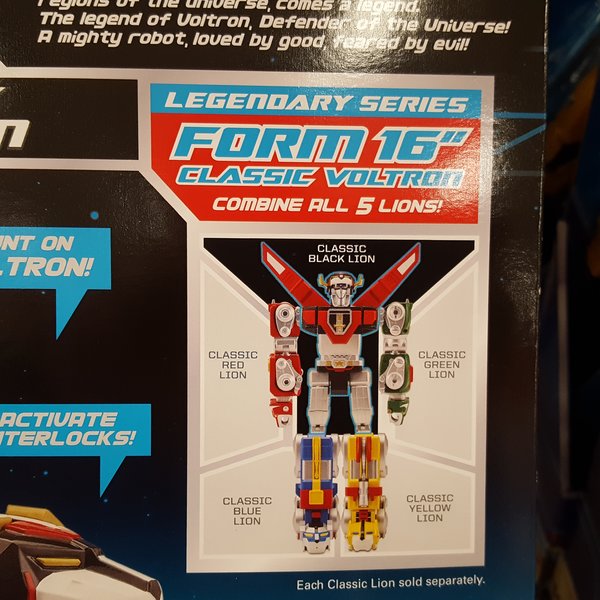 regions of the universe, comes a legend.
The legend of Voltron, Defender of the Universe!
A mighty robot, loved by good, feared by evil!
LEGENDARY SERIES
FORM 16"
CLASSIC VOLTRON
COMBINE ALL 5 LIONS!
UNT ON
LTRON!
CLASSIC
BLACK LION
CLASSIC
RED
LION
CLASSIC
GREEN
LION
ACTIVATE
TERLOCKS!
CLASSIC
BLUE
LION
CLASSIC
YELLOW
LION
Each Classic Lion sold separately.